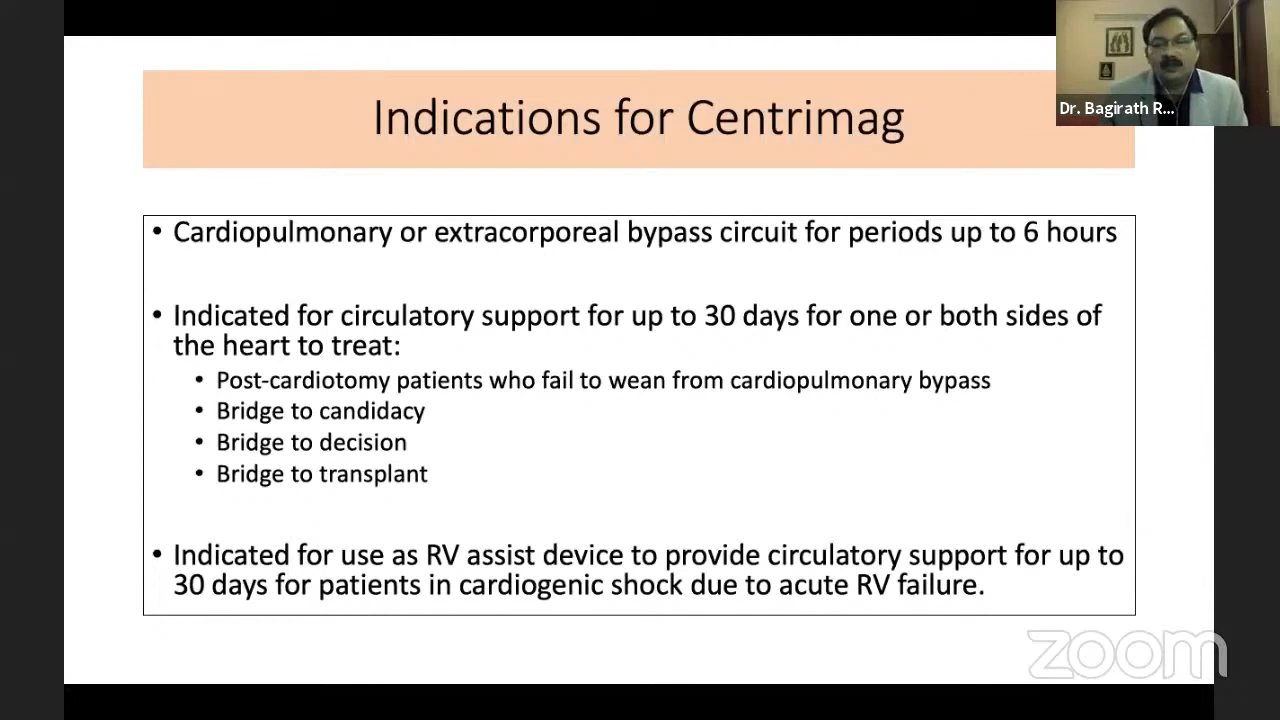 Dr. Bagirath R...
Indications for Centrimag
• Cardiopulmonary or extracorporeal bypass circuit for periods up to 6 hours
• Indicated for circulatory support for up to 30 days for one or both sides of
the heart to treat:
• Post-cardiotomy patients who fail to wean from cardiopulmonary bypass
• Bridge to candidacy
• Bridge to decision
• Bridge to transplant
• Indicated for use as RV assist device to provide circulatory support for up to
30 days for patients in cardiogenic shock due to acute RV failure.
zoom